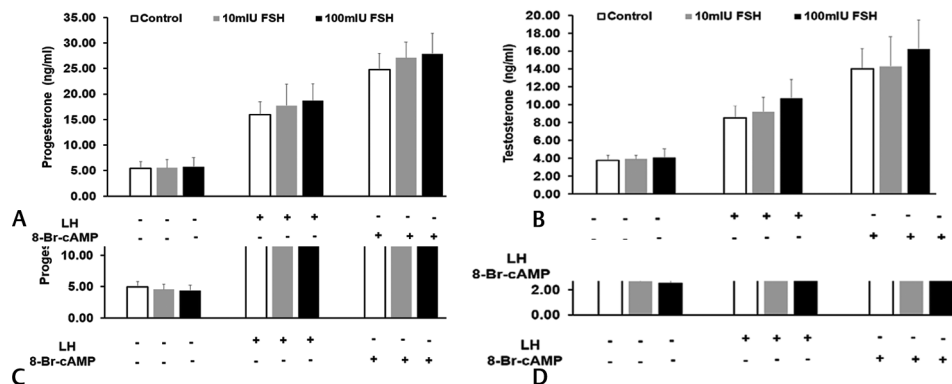 Control 10mIU FSH 100mIU FSH
Progesterone (ng/ml)
35.00
30.00
25.00
20.00
15.00
10.00
5.00
0.00
A
LH - - - + + + - - -
8-Br-cAMP - - - - - - + + +
Control 10mIU FSH 100mIU FSH
Testosterone (ng/ml)
20.00
18.00
16.00
14.00
12.00
10.00
8.00
6.00
4.00
2.00
0.00
B
- - - + + + - - -
- - - - - - + + +
LH
8-Br-cAMP
10.00
5.00
0.00
LH - - - + + + - - -
8-Br-cAMP - - - - - - + + +
C
2.00
0.00
LH - - - + + + - - -
8-Br-cAMP - - - - - - + + +
D